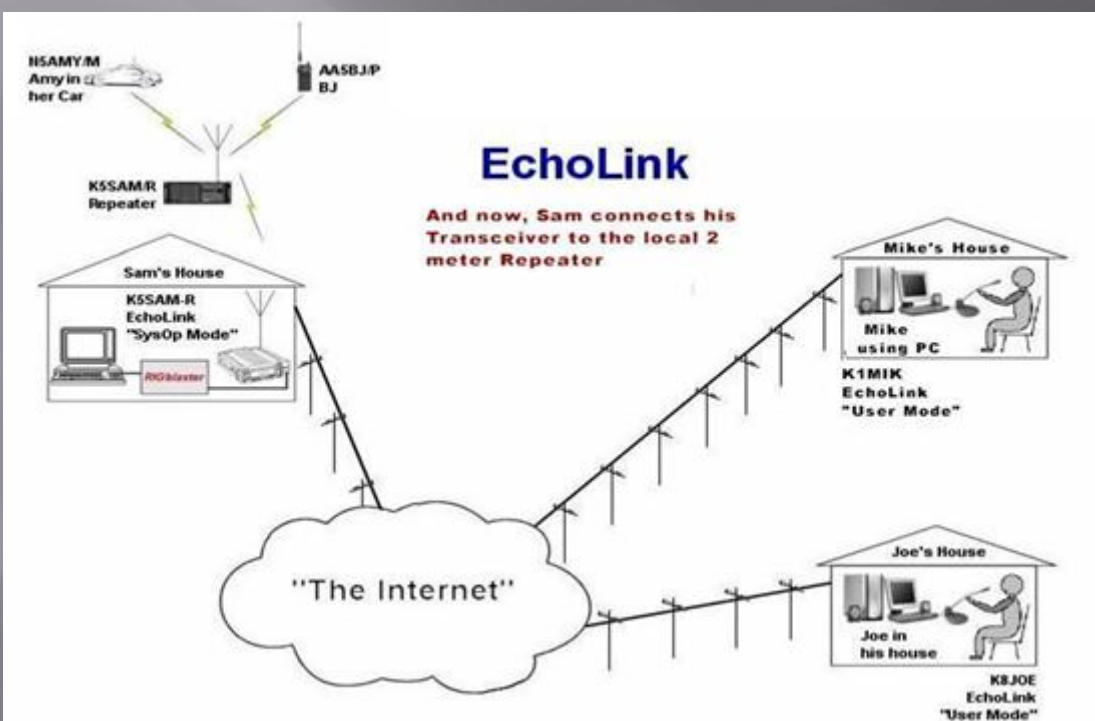 N5AMY/M
Amy in
her Car
AA5BJ/P
BJ
K5SAM/R
Repeater
EchoLink
And now, Sam connects his
Transceiver to the local 2
meter Repeater
Sam's House
K5SAM-R
EchoLink
"SysOp Mode"
RIGblaster
Mike's House
Mike
using PC
K1MIK
EchoLink
"User Mode"
"The Internet"
Joe's House
Joe in
his house
K8JOE
EchoLink
"User Mode"